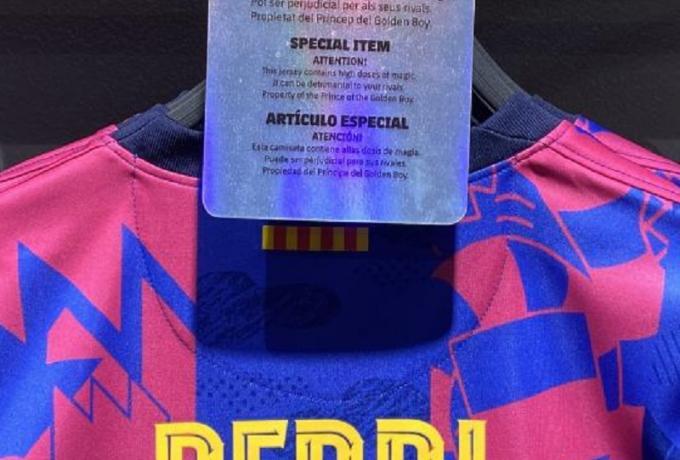 Pot ser perjudicial per als seus rivals.
Propietat del Príncep del Golden Boy.
SPECIAL ITEM
ATTENTION!
This jersey contains high doses of magic.
It can be detrimental to your rivals.
Property of the Prince of the Golden Boy.
ARTÍCULO ESPECIAL
ATENCIÓN!
Esta camiseta contiene altas dosis de magia.
Puede ser perjudicial para sus rivales.
Propiedad del Príncipe del Golden Boy.
PEDRI